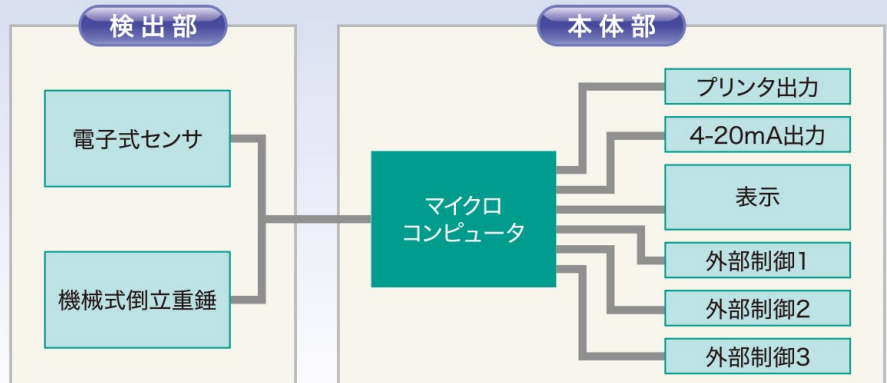 検出部
電子式センサ
機械式倒立重錘
本体部
マイクロ
コンピュータ
プリンタ出力
4-20mA出力
表示
外部制御1
外部制御2
外部制御3